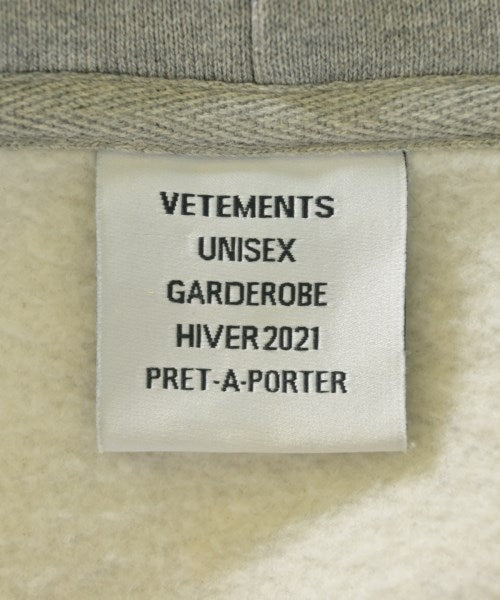 VETEMENTS
UNISEX
GARDEROBE
HIVER 2021
PRET-A-PORTER